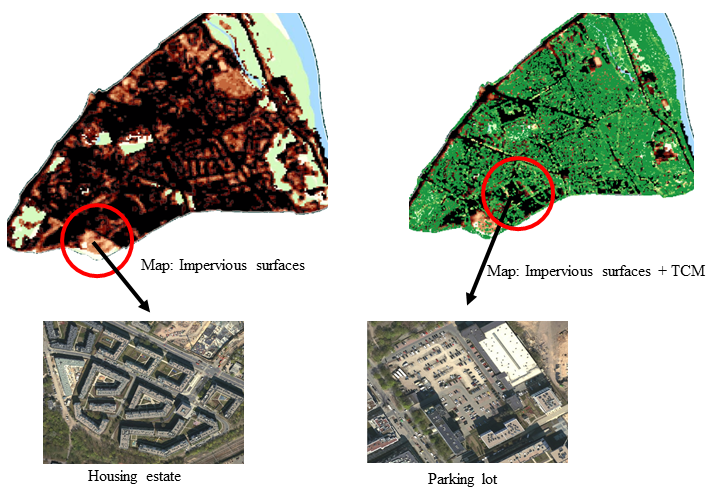 Map: Impervious surfaces
Map: Impervious surfaces + TCM
Housing estate
Parking lot